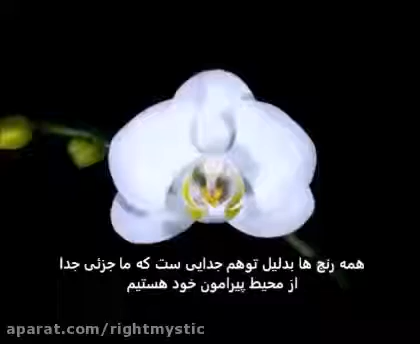 همه رنج ها بدلیل توهم جدایی ست که ما جزئی جدا
از محیط پیرامون خود هستیم
aparat.com/rightmystic